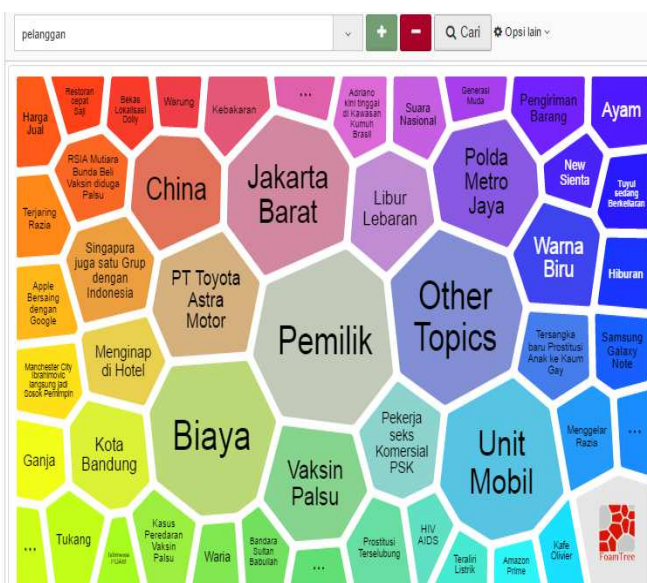 pelanggan
+
−
Cari
Opsi lain
Harga
Jual
Restoran
cepat
Saji
Bekas
Lokalisasi
Dolly
Warung
Kebakaran
...
Adriano
kini tinggal
di Kawasan
Kumuh
Brasil
Suara
Nasional
Generasi
Muda
Pengiriman
Barang
Ayam
RSIA Mutiara
Bunda Beli
Vaksin diduga
Palsu
China
Jakarta
Barat
Libur
Lebaran
Polda
Metro
Jaya
New
Sienta
Tuyul
sedang
Berkeliaran
Terjaring
Razia
Singapura
juga satu Grup
dengan
Indonesia
PT Toyota
Astra
Motor
Warna
Biru
Hiburan
Apple
Bersaing
dengan
Google
Pemilik
Other
Topics
Menginap
di Hotel
Tersangka
baru Prostitusi
Anak ke Kaum
Gay
Samsung
Galaxy
Note
Manchester City
Ibrahimovic
langsung jadi
Sosok Pemimpin
Biaya
Pekerja
seks
Komersial
PSK
Unit
Mobil
Menggelar
Razia
...
Ganja
Kota
Bandung
Vaksin
Palsu
...
Tukang
Kasus
Peredaran
Vaksin
Palsu
Waria
Bandara
Sultan
Babullah
...
Prostitusi
Terselubung
HIV
AIDS
Teralin
Listrik
Amazon
Prime
Kafe
Olivier
FoamTree